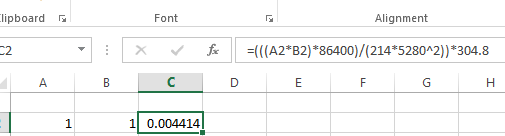 Clipboard Font Alignment
C2 fx =(((A2*B2)*86400)/(214*5280^2))*304.8
A B C D E F G H
1 1 0.004414